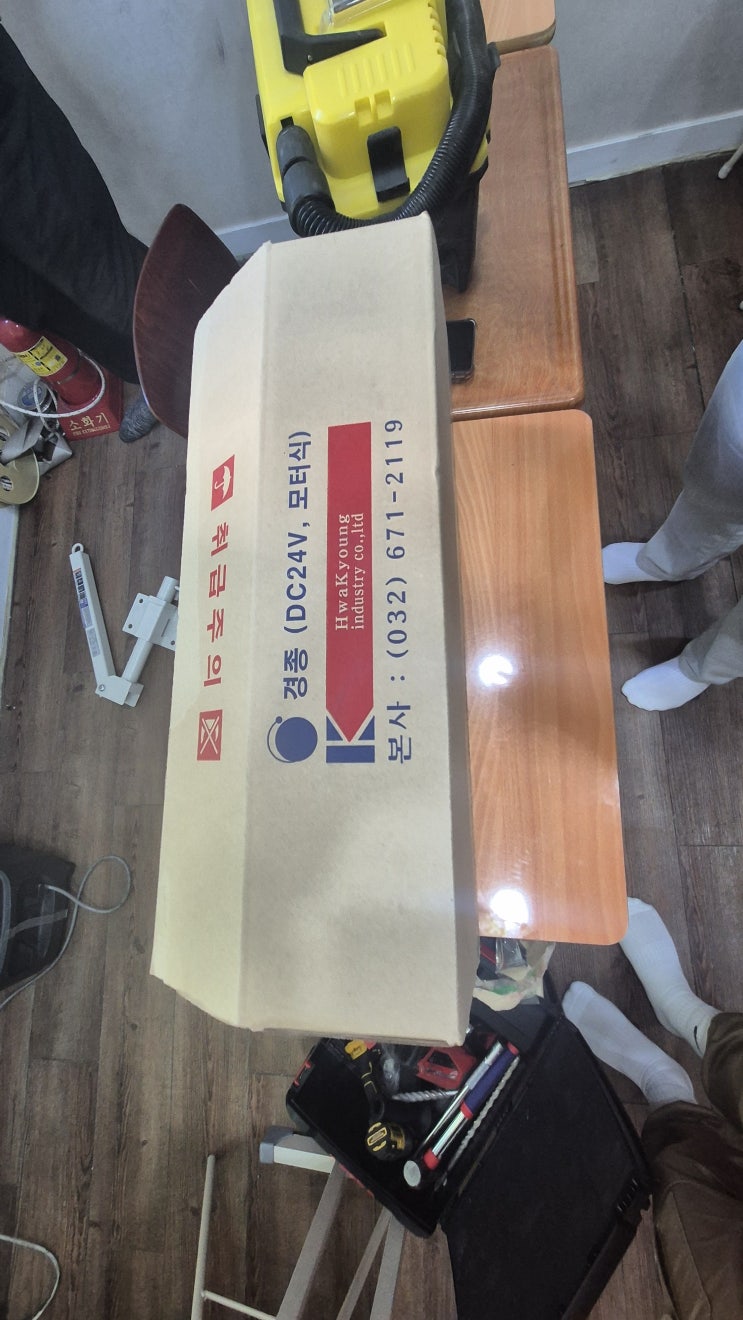 취급주의
경종 (DC24V, 모터식)
HwaKyoung
industry co.,ltd
본사 : (032) 671-2119
소화기